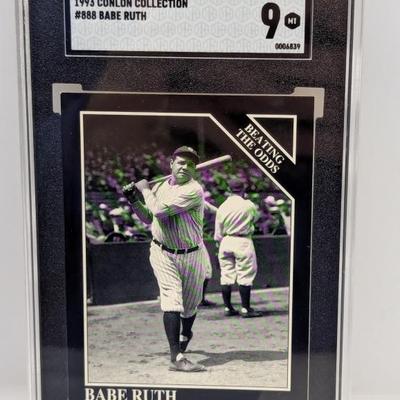 1993 CONLON COLLECTION
#888 BABE RUTH
9 MT
0006839
BEATING
THE ODDS
BABE RUTH